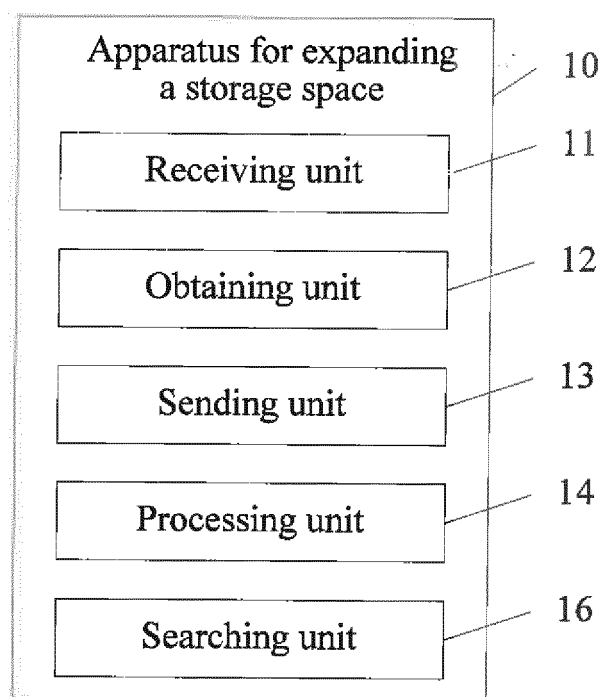 Apparatus for expanding
a storage space
10
Receiving unit
11
Obtaining unit
12
Sending unit
13
Processing unit
14
Searching unit
16